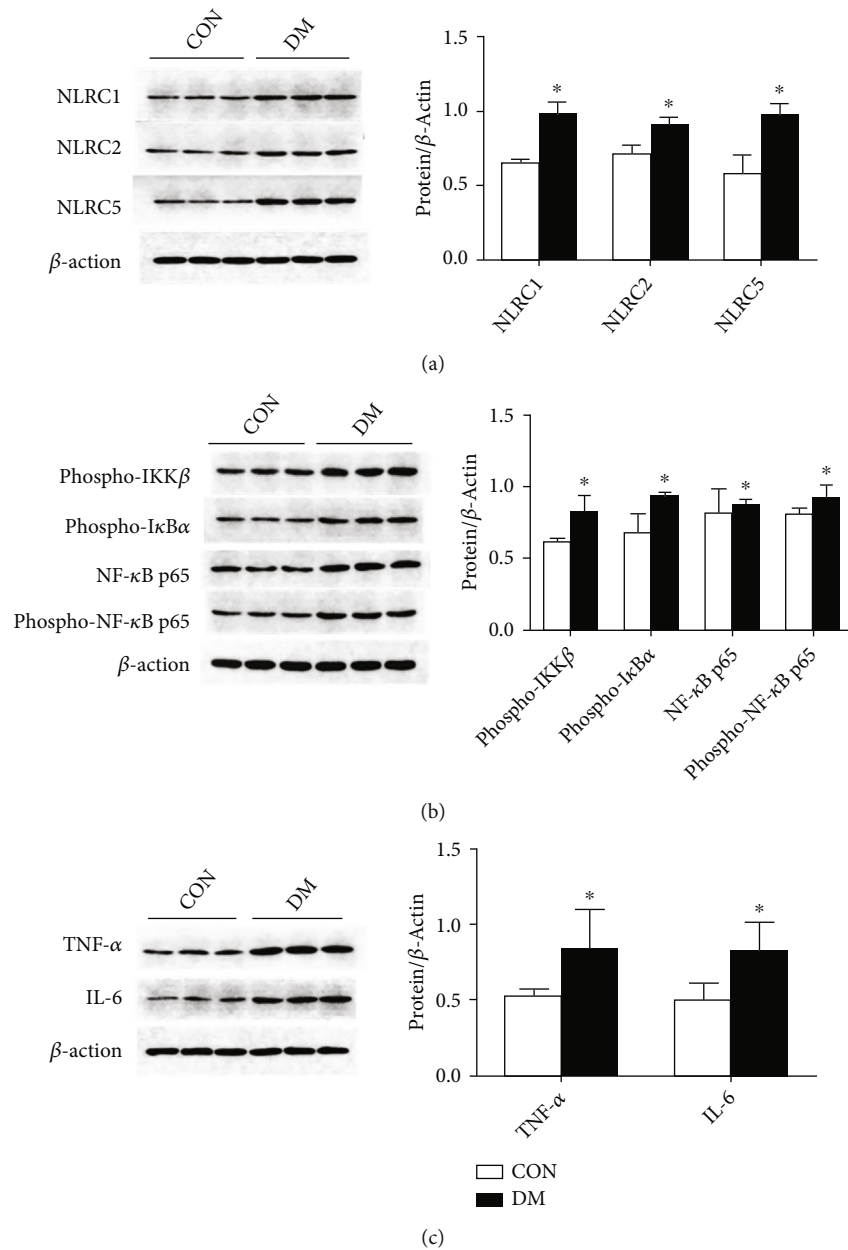 CON DM
NLRC1
NLRC2
NLRC5
β-action
Protein/β-Actin
1.5
1.0
0.5
0.0
* * *
NLRC1 NLRC2 NLRC5
(a)
CON DM
Phospho-IKKβ
Phospho-IκBα
NF-κB p65
Phospho-NF-κB p65
β-action
Protein/β-Actin
1.5
1.0
0.5
0.0
* * * *
Phospho-IKKβ Phospho-IκBα NF-κB p65 Phospho-NF-κB p65
(b)
CON DM
TNF-α
IL-6
β-action
Protein/β-Actin
1.5
1.0
0.5
0.0
* *
TNF-α IL-6
CON
DM
(c)